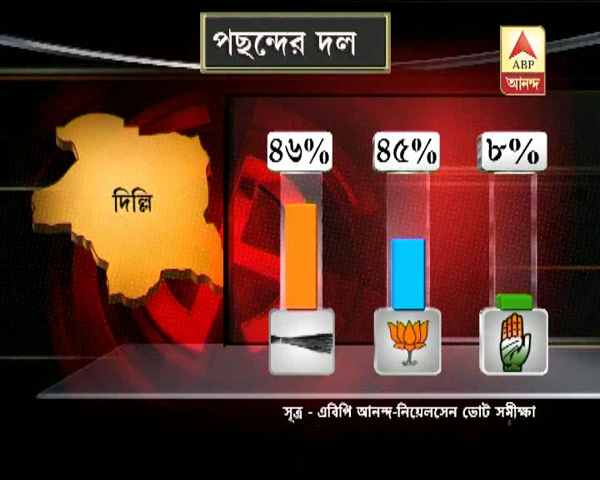 পছন্দের দল
ABP
আনন্দ
৪৬%
৪৫%
৮%
দিল্লি
সূত্র - এবিপি আনন্দ-নিয়েলসেন ভোট সমীক্ষা